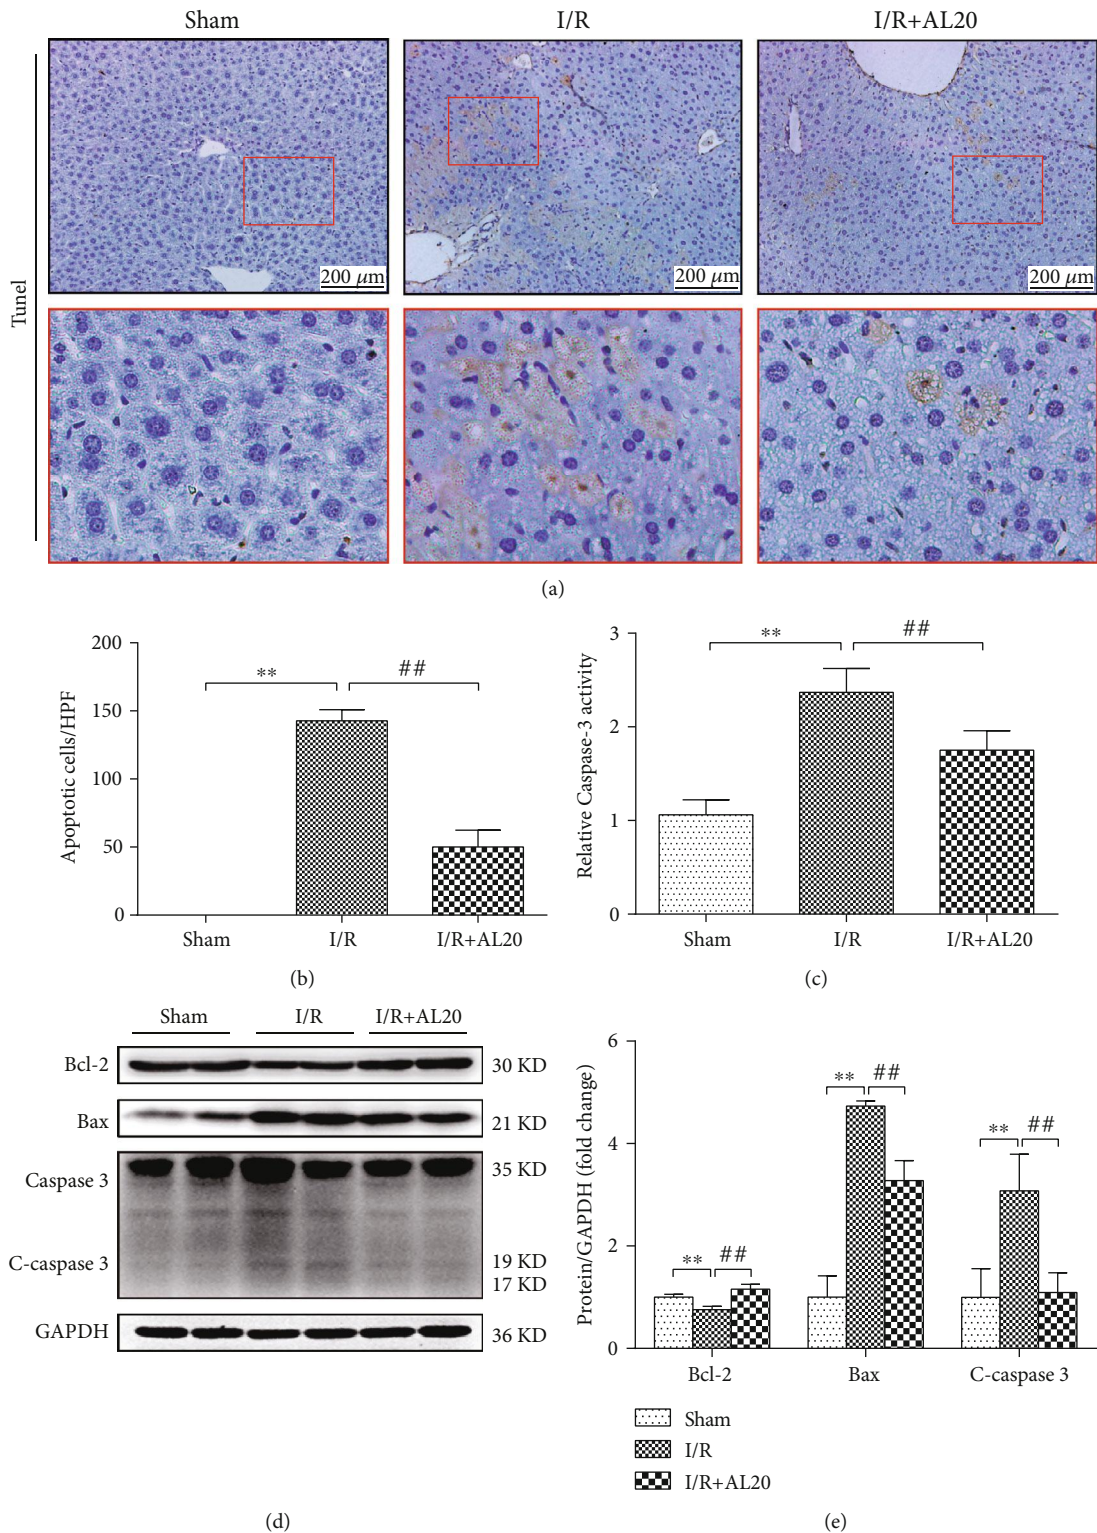 Sham
I/R
I/R+AL20
Tunel
200 μm
200 μm
200 μm
(a)
200
150
100
50
0
Apoptotic cells/HPF
**
##
Sham
I/R
I/R+AL20
(b)
3
2
1
0
Relative Caspase-3 activity
**
##
Sham
I/R
I/R+AL20
(c)
Sham
I/R
I/R+AL20
Bcl-2
30 KD
Bax
21 KD
Caspase 3
35 KD
C-caspase 3
19 KD
17 KD
GAPDH
36 KD
(d)
6
4
2
0
Protein/GAPDH (fold change)
**
##
**
##
**
##
Bcl-2
Bax
C-caspase 3
Sham
I/R
I/R+AL20
(e)